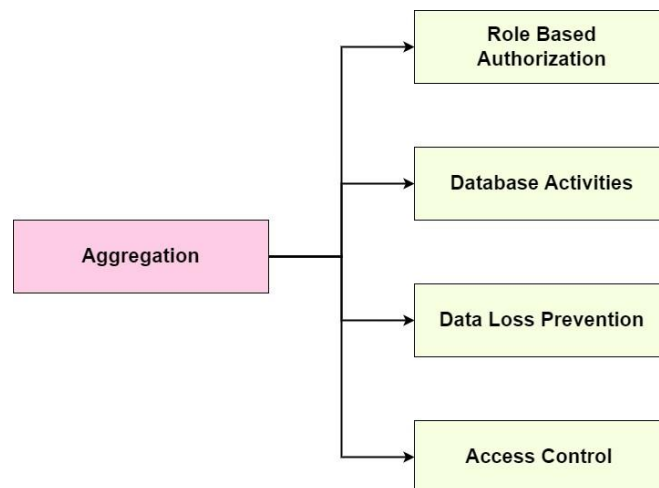 Role Based
Authorization
Database Activities
Aggregation
Data Loss Prevention
Access Control